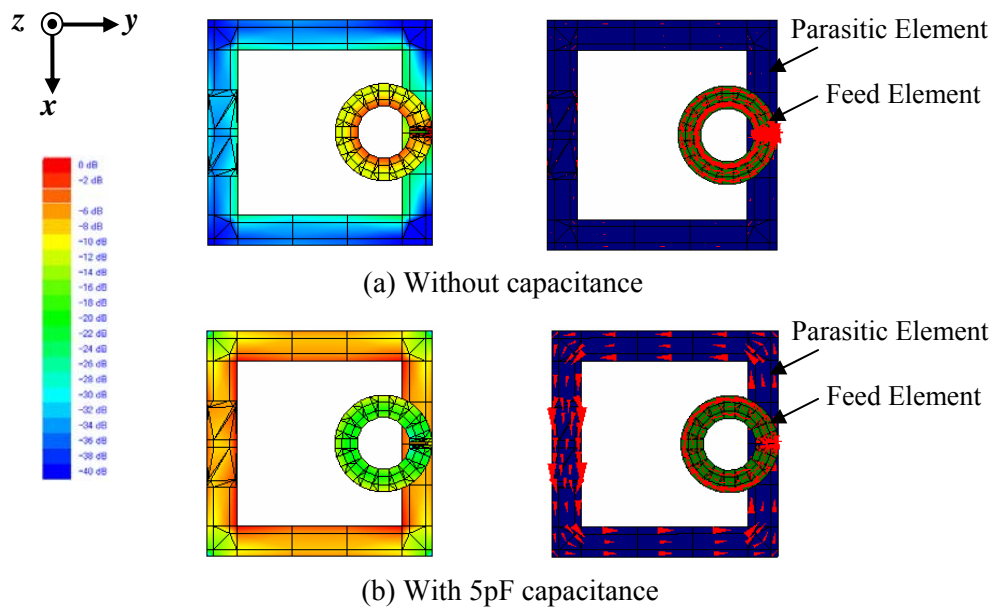 z
y
x
Parasitic Element
Feed Element
0 dB
-2 dB
-6 dB
-8 dB
-10 dB
-12 dB
-14 dB
-16 dB
-18 dB
-20 dB
-22 dB
-24 dB
-26 dB
-28 dB
-30 dB
-32 dB
-34 dB
-36 dB
-38 dB
-40 dB
(a) Without capacitance
Parasitic Element
Feed Element
(b) With 5pF capacitance